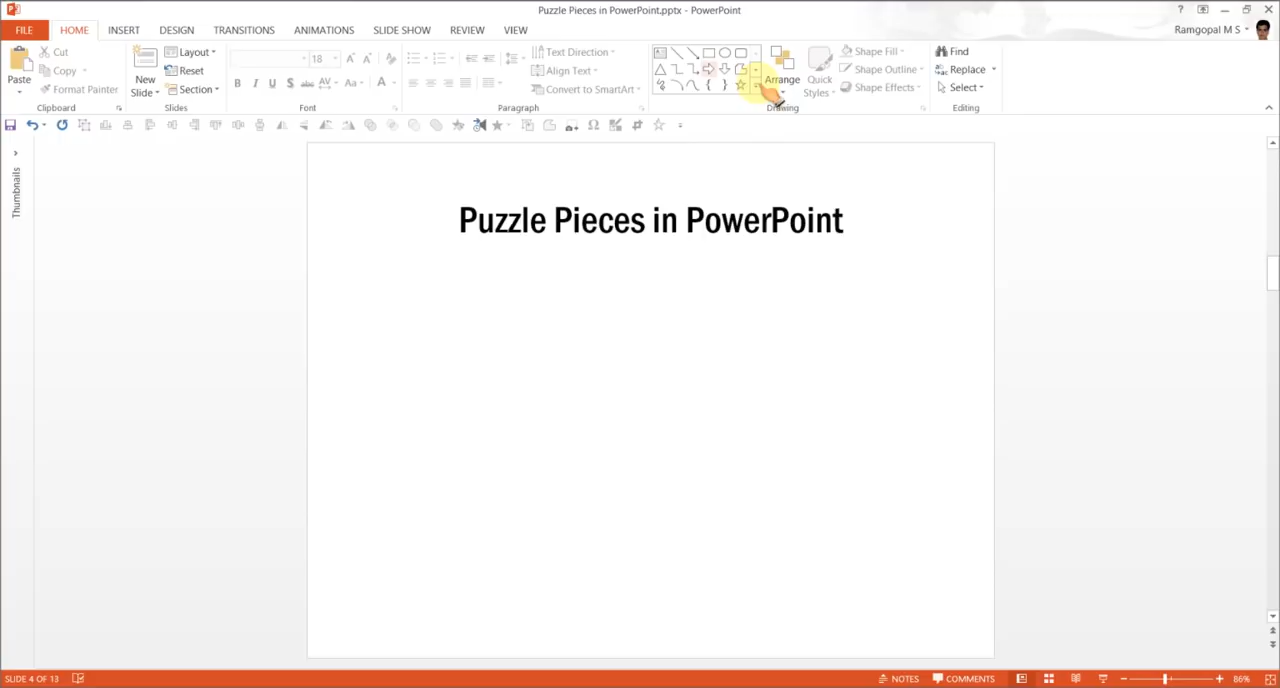 Puzzle Pieces in PowerPoint.pptx - PowerPoint
?
FILE HOME INSERT DESIGN TRANSITIONS ANIMATIONS SLIDE SHOW REVIEW VIEW
Ramgopal M S
Paste
Cut
Copy
Format Painter
Clipboard
New
Slide
Layout
Reset
Section
Slides
18
B I U S abc AV Aa A
Font
Text Direction
Align Text
Convert to SmartArt
Paragraph
Arrange
Quick
Styles
Shape Fill
Shape Outline
Shape Effects
Drawing
Find
Replace
Select
Editing
Thumbnails
Puzzle Pieces in PowerPoint
SLIDE 4 OF 13
NOTES
COMMENTS
86%